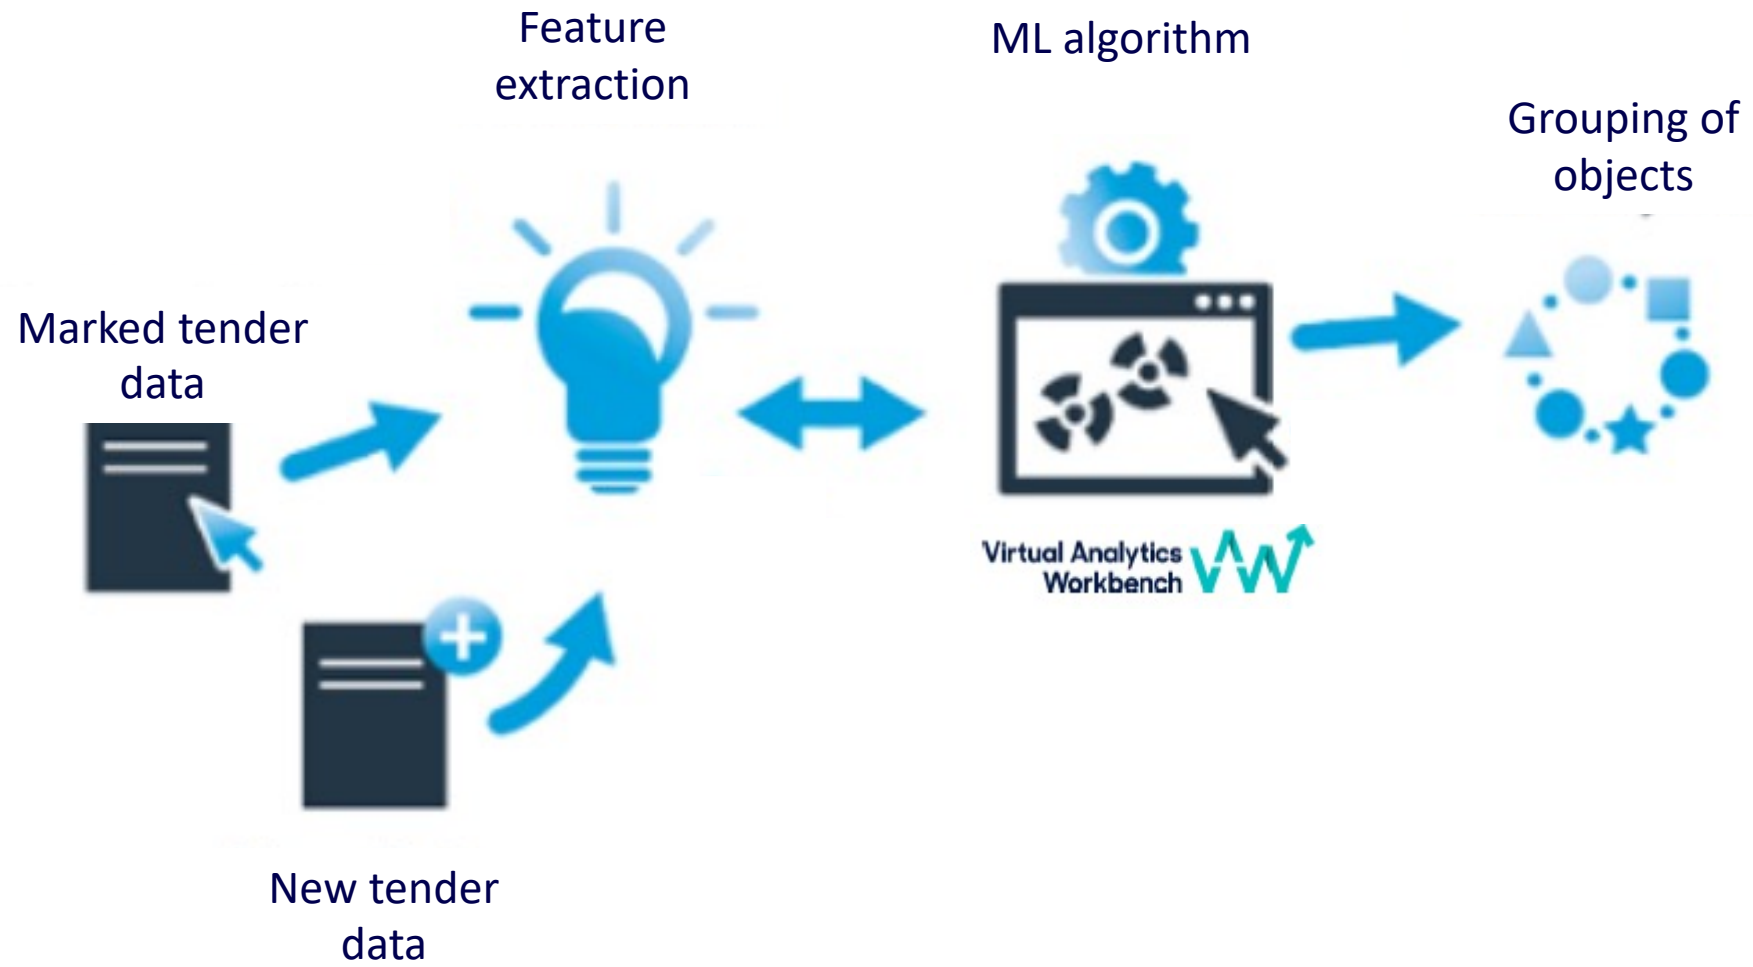 Feature
extraction
ML algorithm
Grouping of
objects
Marked tender
data
Virtual Analytics
Workbench
New tender
data